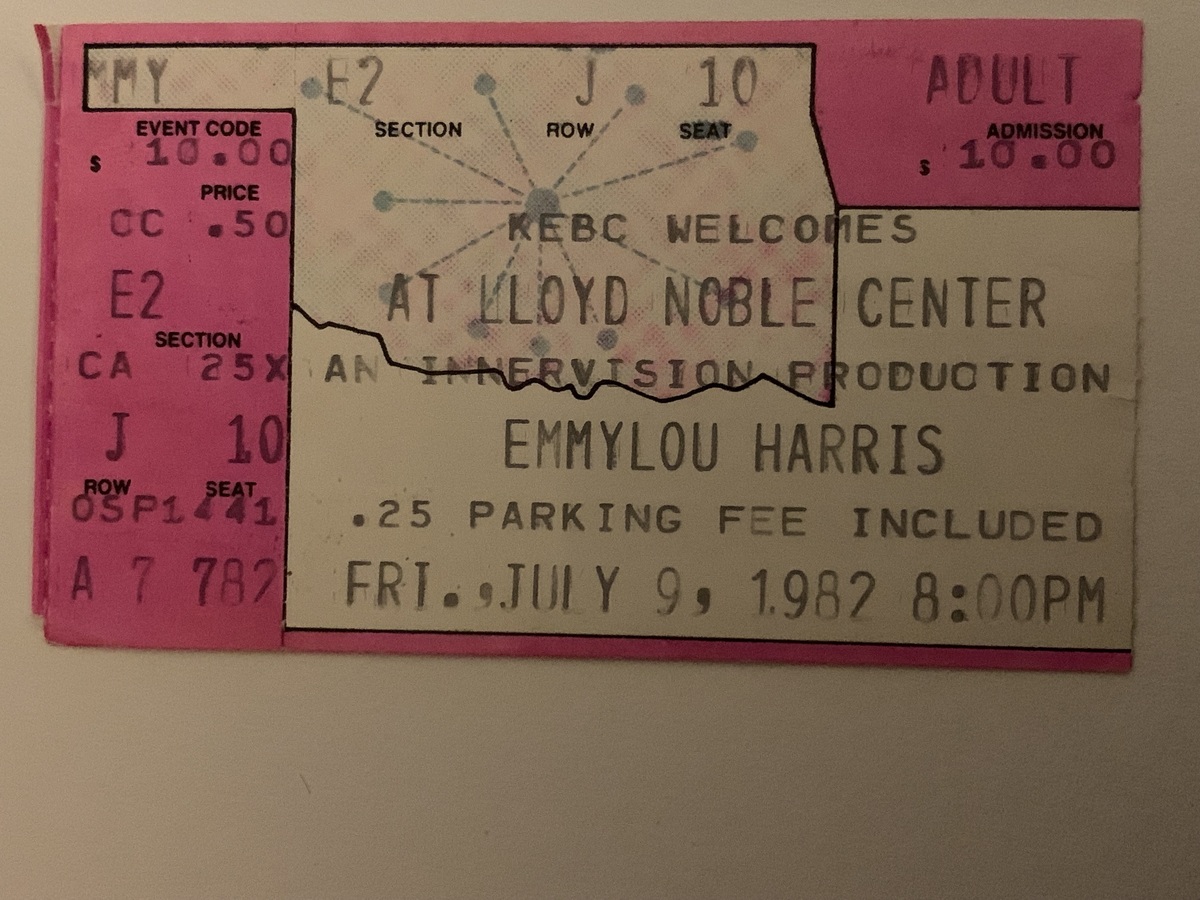 MMY E2 J 10 ADULT
EVENT CODE SECTION ROW SEAT ADMISSION
$ 10.00 $ 10.00
PRICE
CC .50 KEBC WELCOMES
E2 AT LLOYD NOBLE CENTER
SECTION
CA 25X AN INNERVISION PRODUCTION
J 10 EMMYLOU HARRIS
ROW SEAT
OSP1441 .25 PARKING FEE INCLUDED
A 7 782 FRI.,JULY 9, 1982 8:00PM